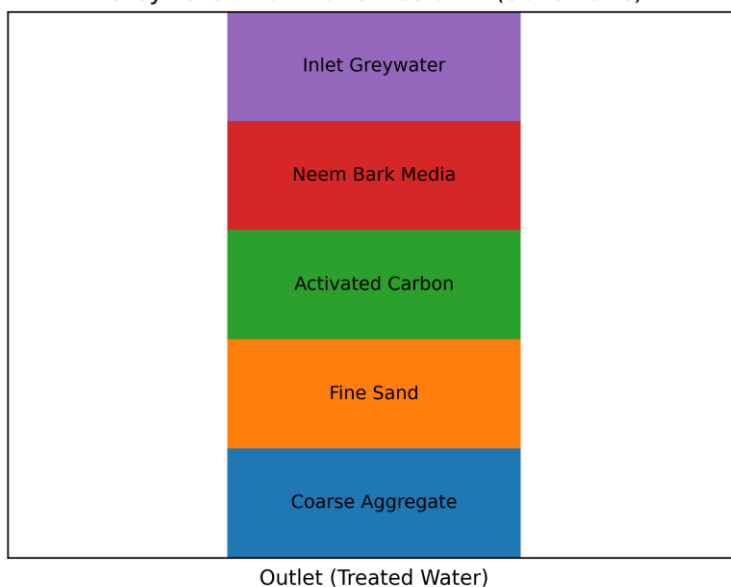 Inlet Greywater
Neem Bark Media
Activated Carbon
Fine Sand
Coarse Aggregate
Outlet (Treated Water)